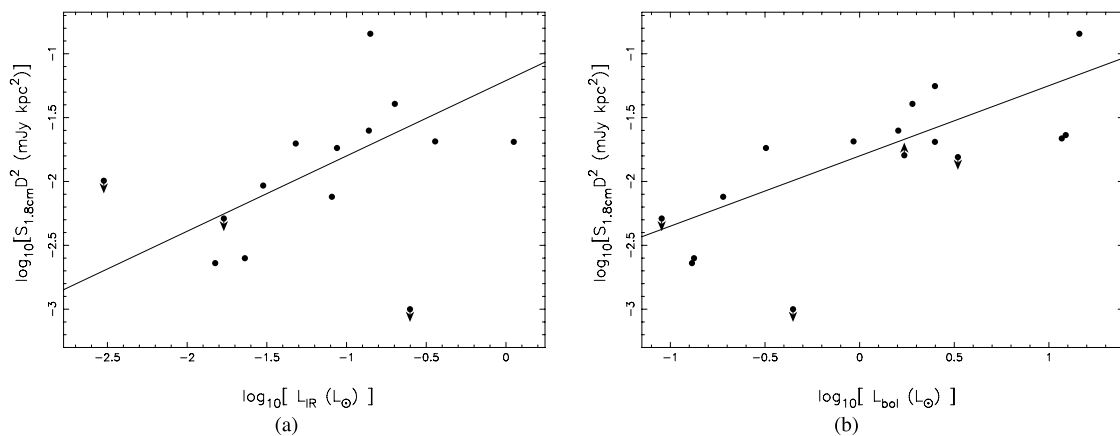 log₁₀[S₁.₈cmD² (mJy kpc²)]
−1
−1.5
−2
−2.5
−3
−2.5 −2 −1.5 −1 −0.5 0
log₁₀[ L_IR (L⊙) ]
(a)
log₁₀[S₁.₈cmD² (mJy kpc²)]
−1
−1.5
−2
−2.5
−3
−1 −0.5 0 0.5 1
log₁₀[ L_bol (L⊙) ]
(b)